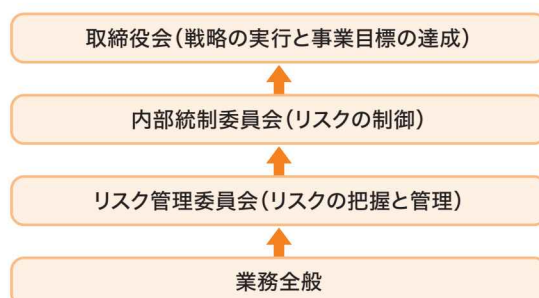 取締役会（戦略の実行と事業目標の達成）
内部統制委員会（リスクの制御）
リスク管理委員会（リスクの把握と管理）
業務全般